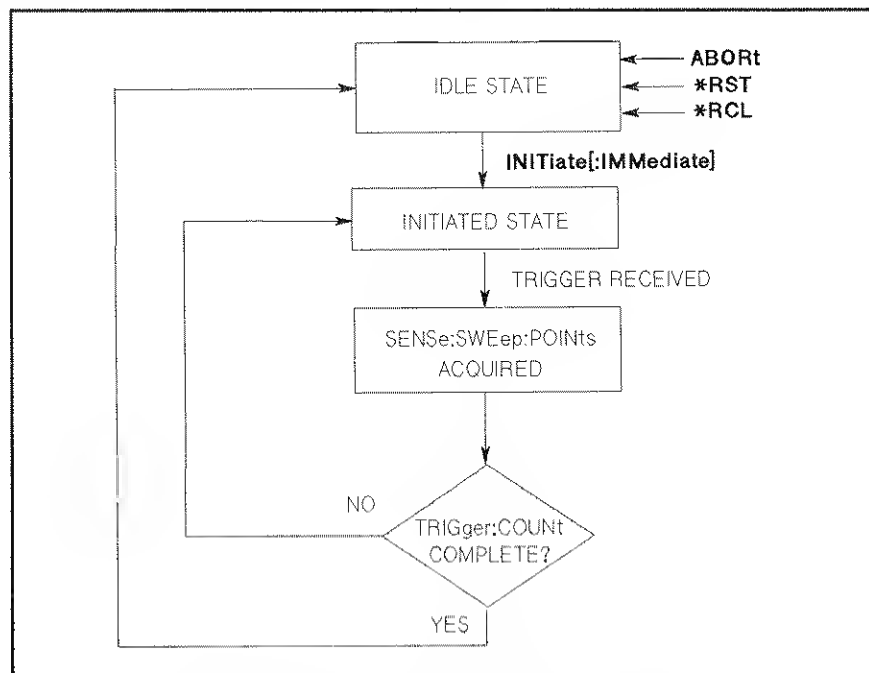 ABORt
IDLE STATE
*RST
*RCL
INITiate[:IMMediate]
INITIATED STATE
TRIGGER RECEIVED
SENSe:SWEep:POINts
ACQUIRED
NO
TRIGger:COUNt
COMPLETE?
YES